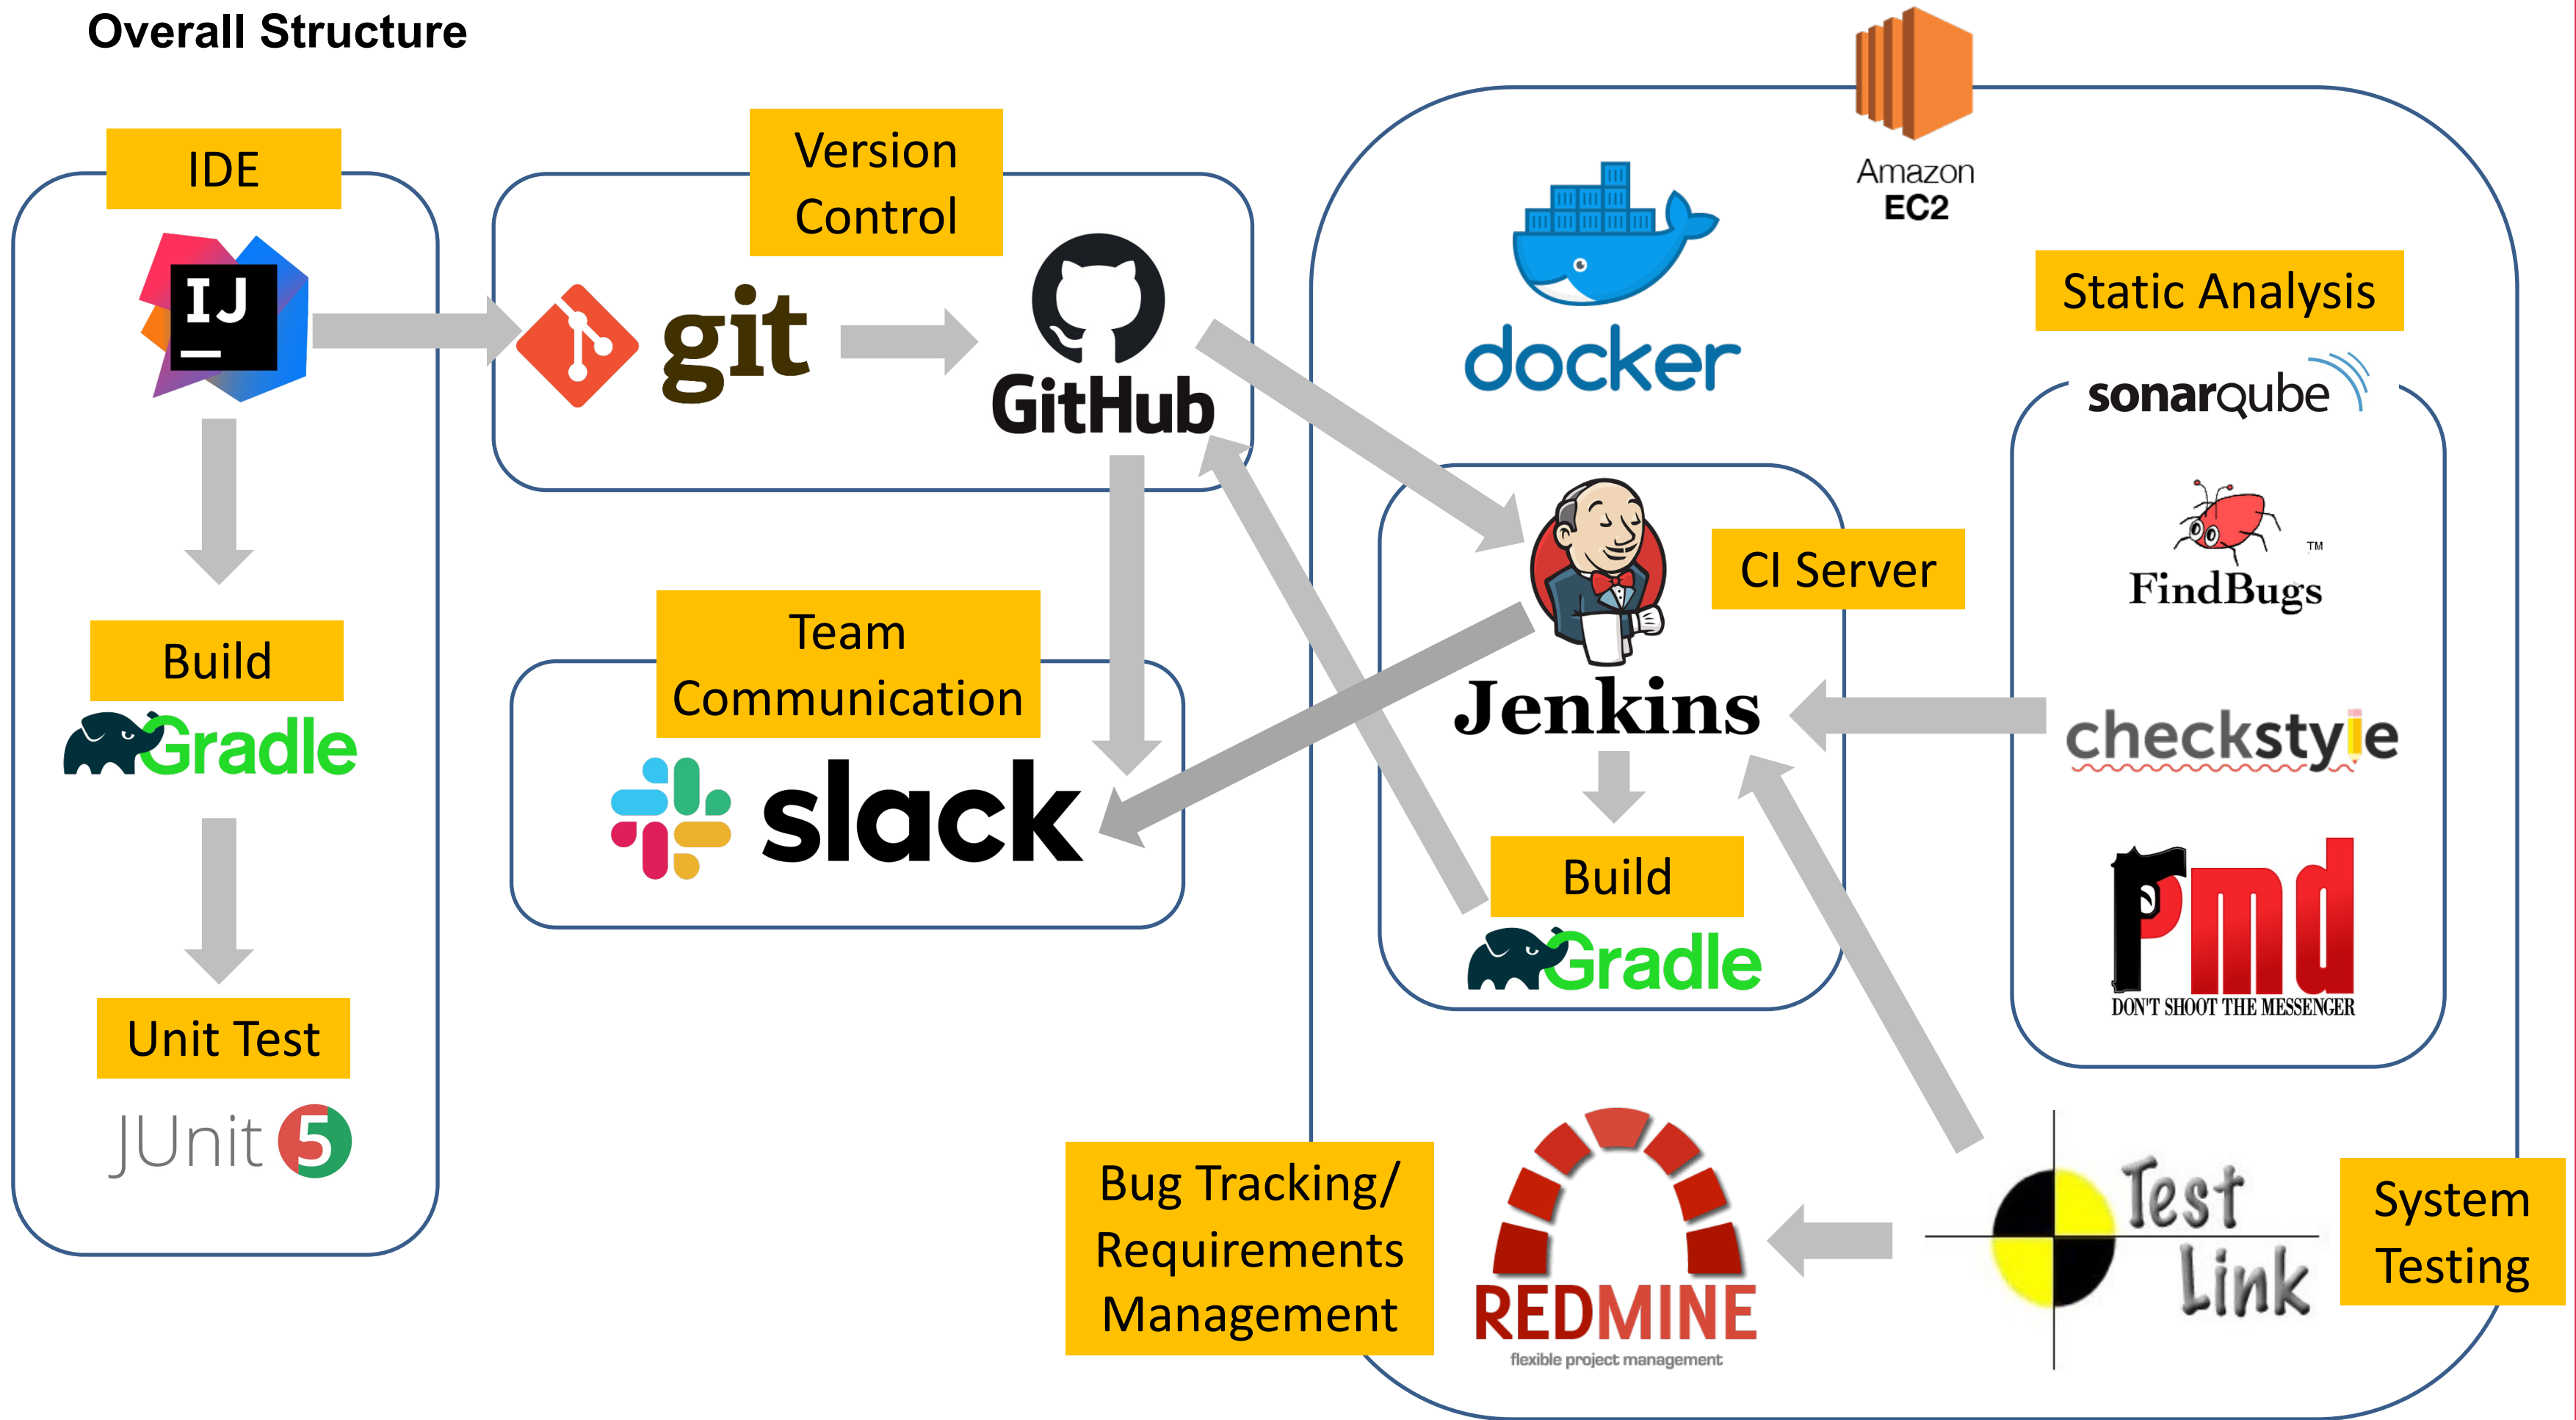 Overall Structure
IDE
IJ
Build
Gradle
Unit Test
JUnit 5
Version
Control
git
GitHub
Team
Communication
slack
Amazon
EC2
docker
Jenkins
CI Server
Build
Gradle
Static Analysis
sonarqube
FindBugs
TM
checkstyle
Pmd
DON'T SHOOT THE MESSENGER
Bug Tracking/
Requirements
Management
REDMINE
flexible project management
Test
Link
System
Testing